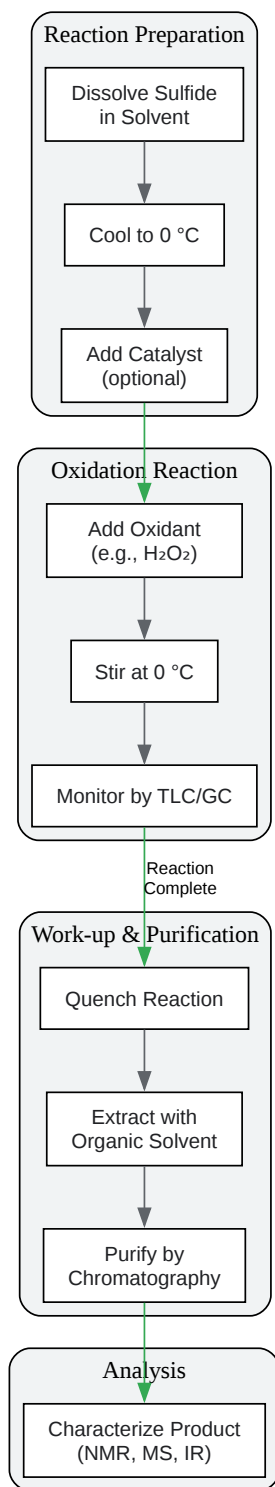 Reaction Preparation
Dissolve Sulfide
in Solvent
Cool to 0 °C
Add Catalyst
(optional)
Oxidation Reaction
Add Oxidant
(e.g., H₂O₂)
Stir at 0 °C
Monitor by TLC/GC
Reaction
Complete
Work-up & Purification
Quench Reaction
Extract with
Organic Solvent
Purify by
Chromatography
Analysis
Characterize Product
(NMR, MS, IR)